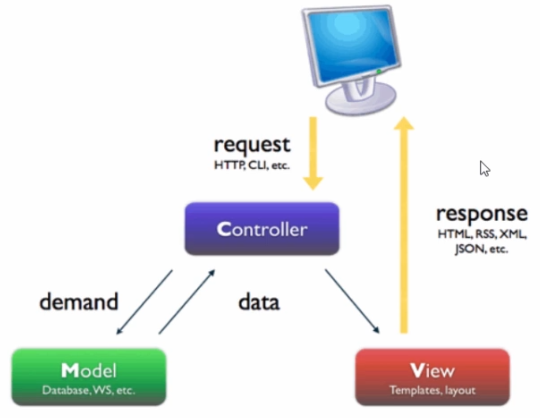 request
HTTP, CLI, etc.
response
HTML, RSS, XML,
JSON, etc.
Controller
demand
data
Model
Database, WS, etc.
View
Templates, layout